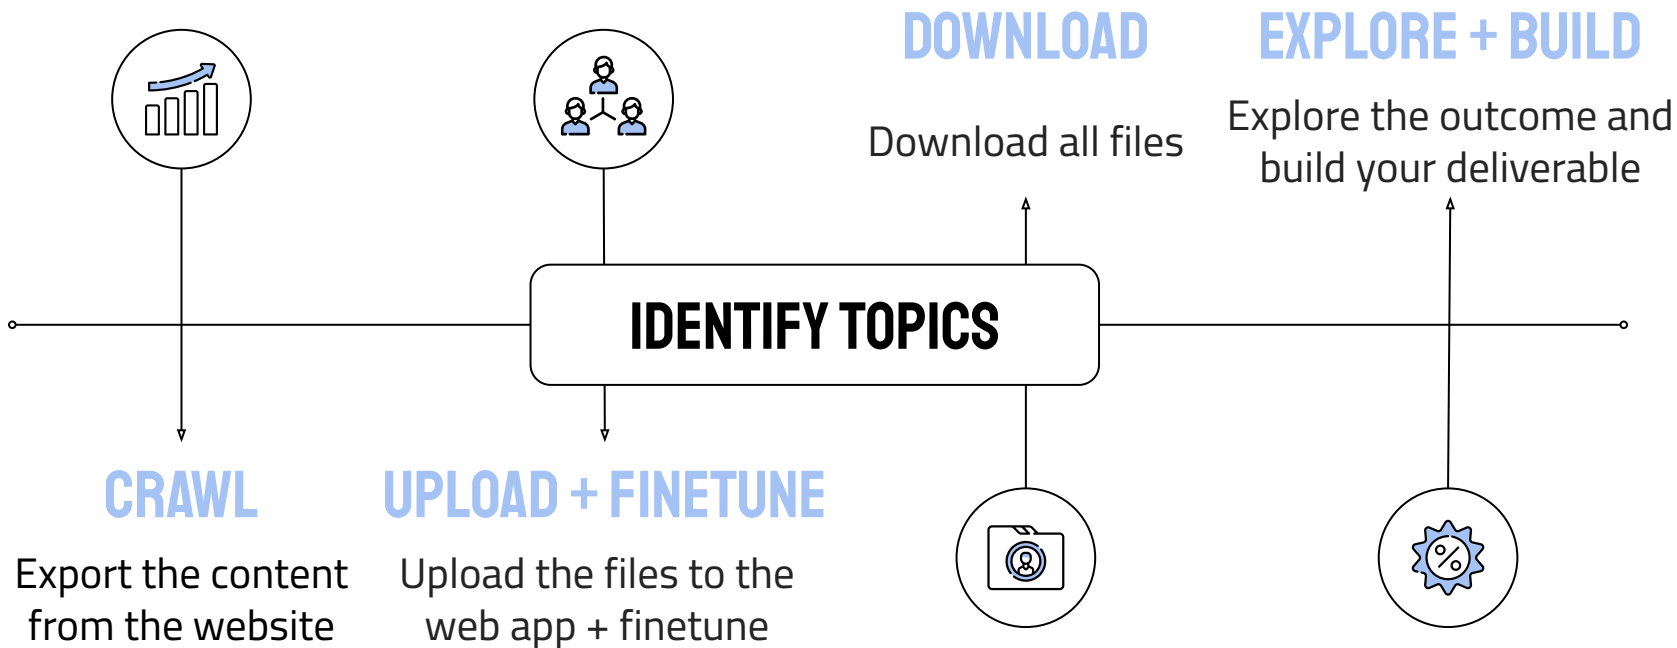 DOWNLOAD
Download all files
EXPLORE + BUILD
Explore the outcome and
build your deliverable
IDENTIFY TOPICS
CRAWL
Export the content
from the website
UPLOAD + FINETUNE
Upload the files to the
web app + finetune
%